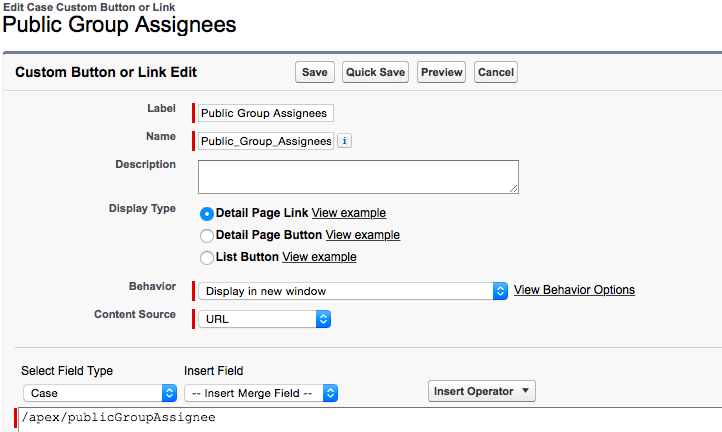 Edit Case Custom Button or Link
Public Group Assignees
Custom Button or Link Edit Save Quick Save Preview Cancel
Label Public Group Assignees
Name Public_Group_Assignees i
Description
Display Type Detail Page Link View example
Detail Page Button View example
List Button View example
Behavior Display in new window View Behavior Options
Content Source URL
Select Field Type Insert Field
Case -- Insert Merge Field -- Insert Operator
/apex/publicGroupAssignee